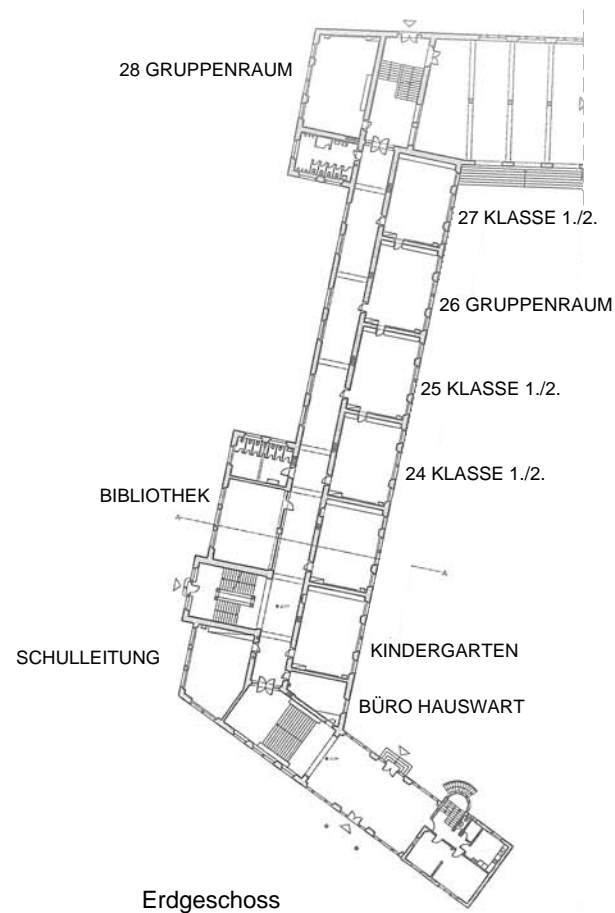 28 GRUPPENRAUM
27 KLASSE 1./2.
26 GRUPPENRAUM
25 KLASSE 1./2.
24 KLASSE 1./2.
BIBLIOTHEK
SCHULLEITUNG
KINDERGARTEN
BÜRO HAUSWART
Erdgeschoss